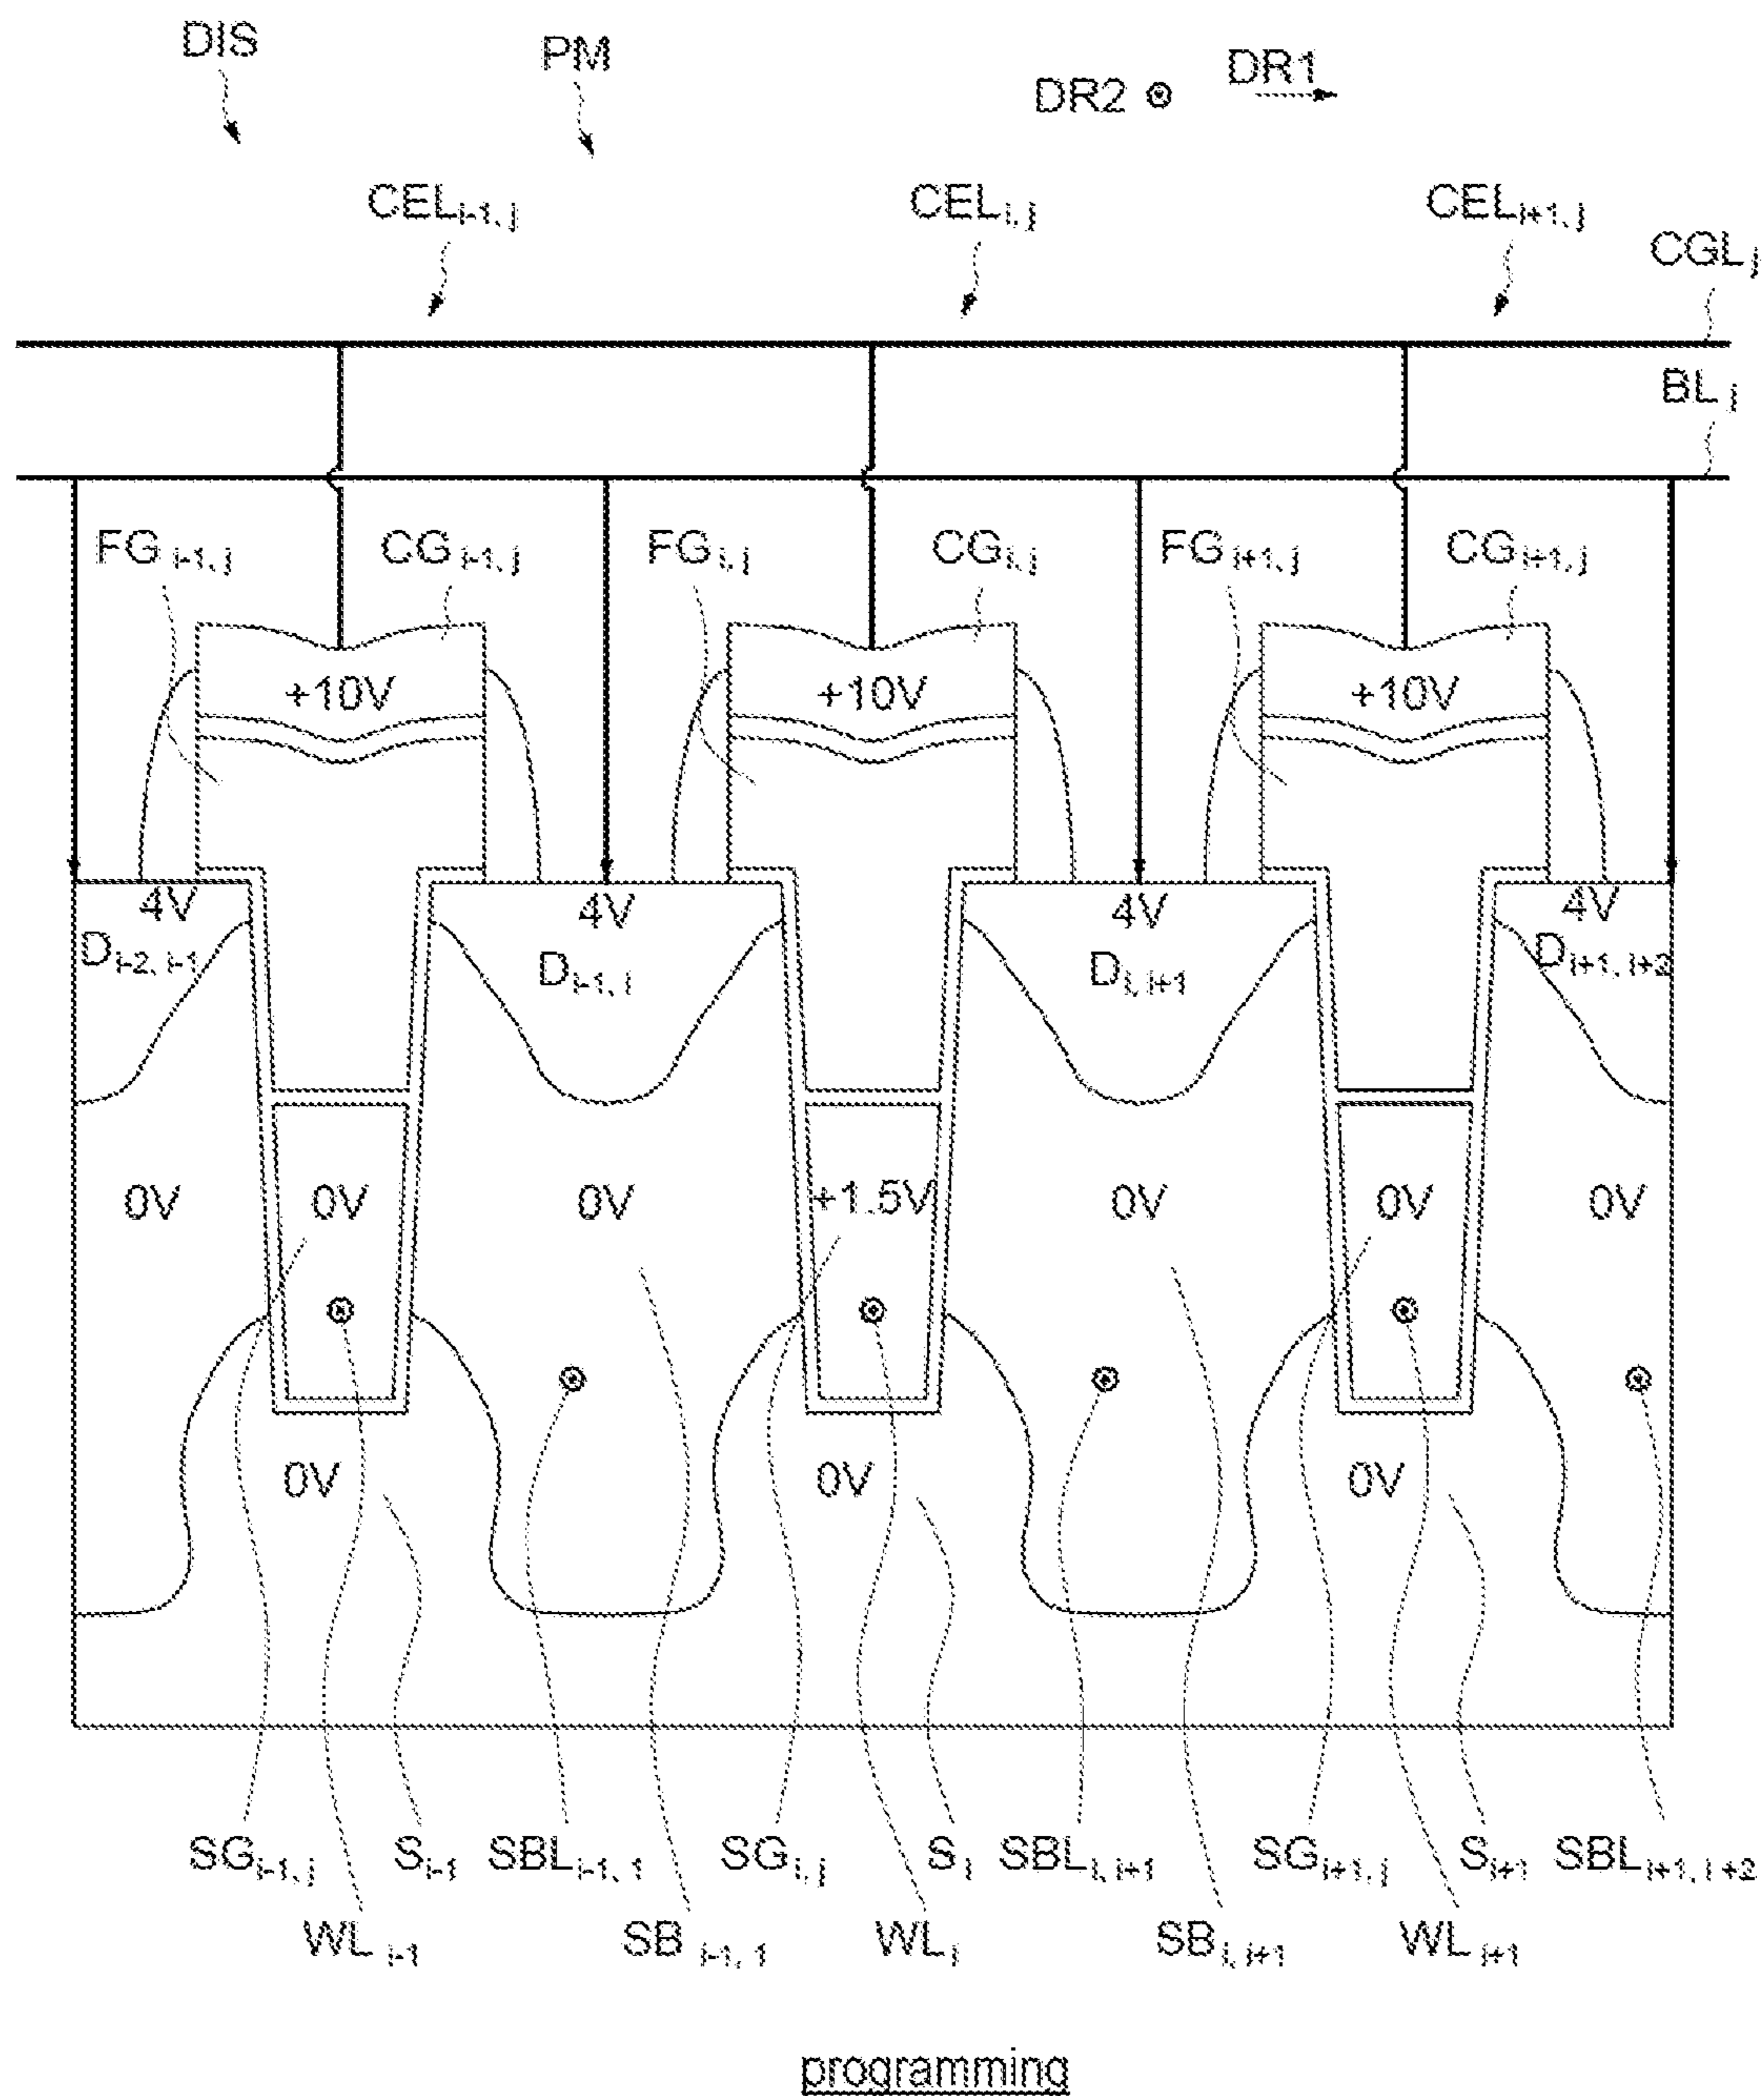 DIS PM DR2 DR1
CEL i-1, j CEL i, j CEL i+1, j
CGL j
BL j
FG i-1, j CG i-1, j FG i, j CG i, j FG i+1, j CG i+1, j
+10V +10V +10V
4V 4V 4V 4V
D i-2, i-1 D i-1, i D i, i+1 D i+1, i+2
0V 0V 0V +1.5V 0V 0V 0V
0V 0V 0V
SG i-1, j S i-1 SBL i-1, 1 SG i, j S i SBL i, i+1 SG i+1, j S i+1 SBL i+1, i+2
WL i-1 SB i-1, 1 WL i SB i, i+1 WL i+1
programming